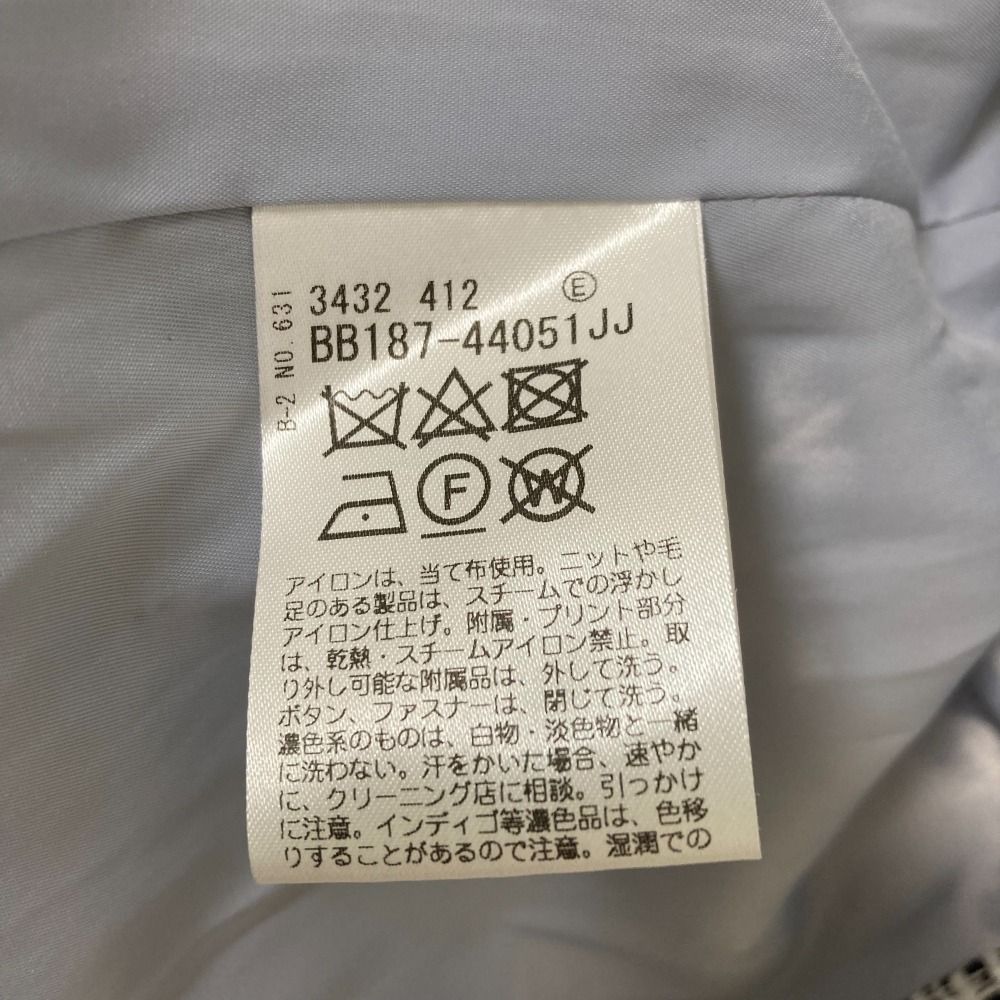 B-2 NO.631
3432 412 Ⓔ
BB187-44051JJ
F
W
アイロンは、当て布使用。ニットや毛
足のある製品は、スチームでの浮かし
アイロン仕上げ。附属・プリント部分
は、乾熱・スチームアイロン禁止。取
り外し可能な附属品は、外して洗う。
ボタン、ファスナーは、閉じて洗う。
濃色系のものは、白物・淡色物と一緒
に洗わない。汗をかいた場合、速やか
に、クリーニング店に相談。引っかけ
に注意。インディゴ等濃色品は、色移
りすることがあるので注意。湿潤での